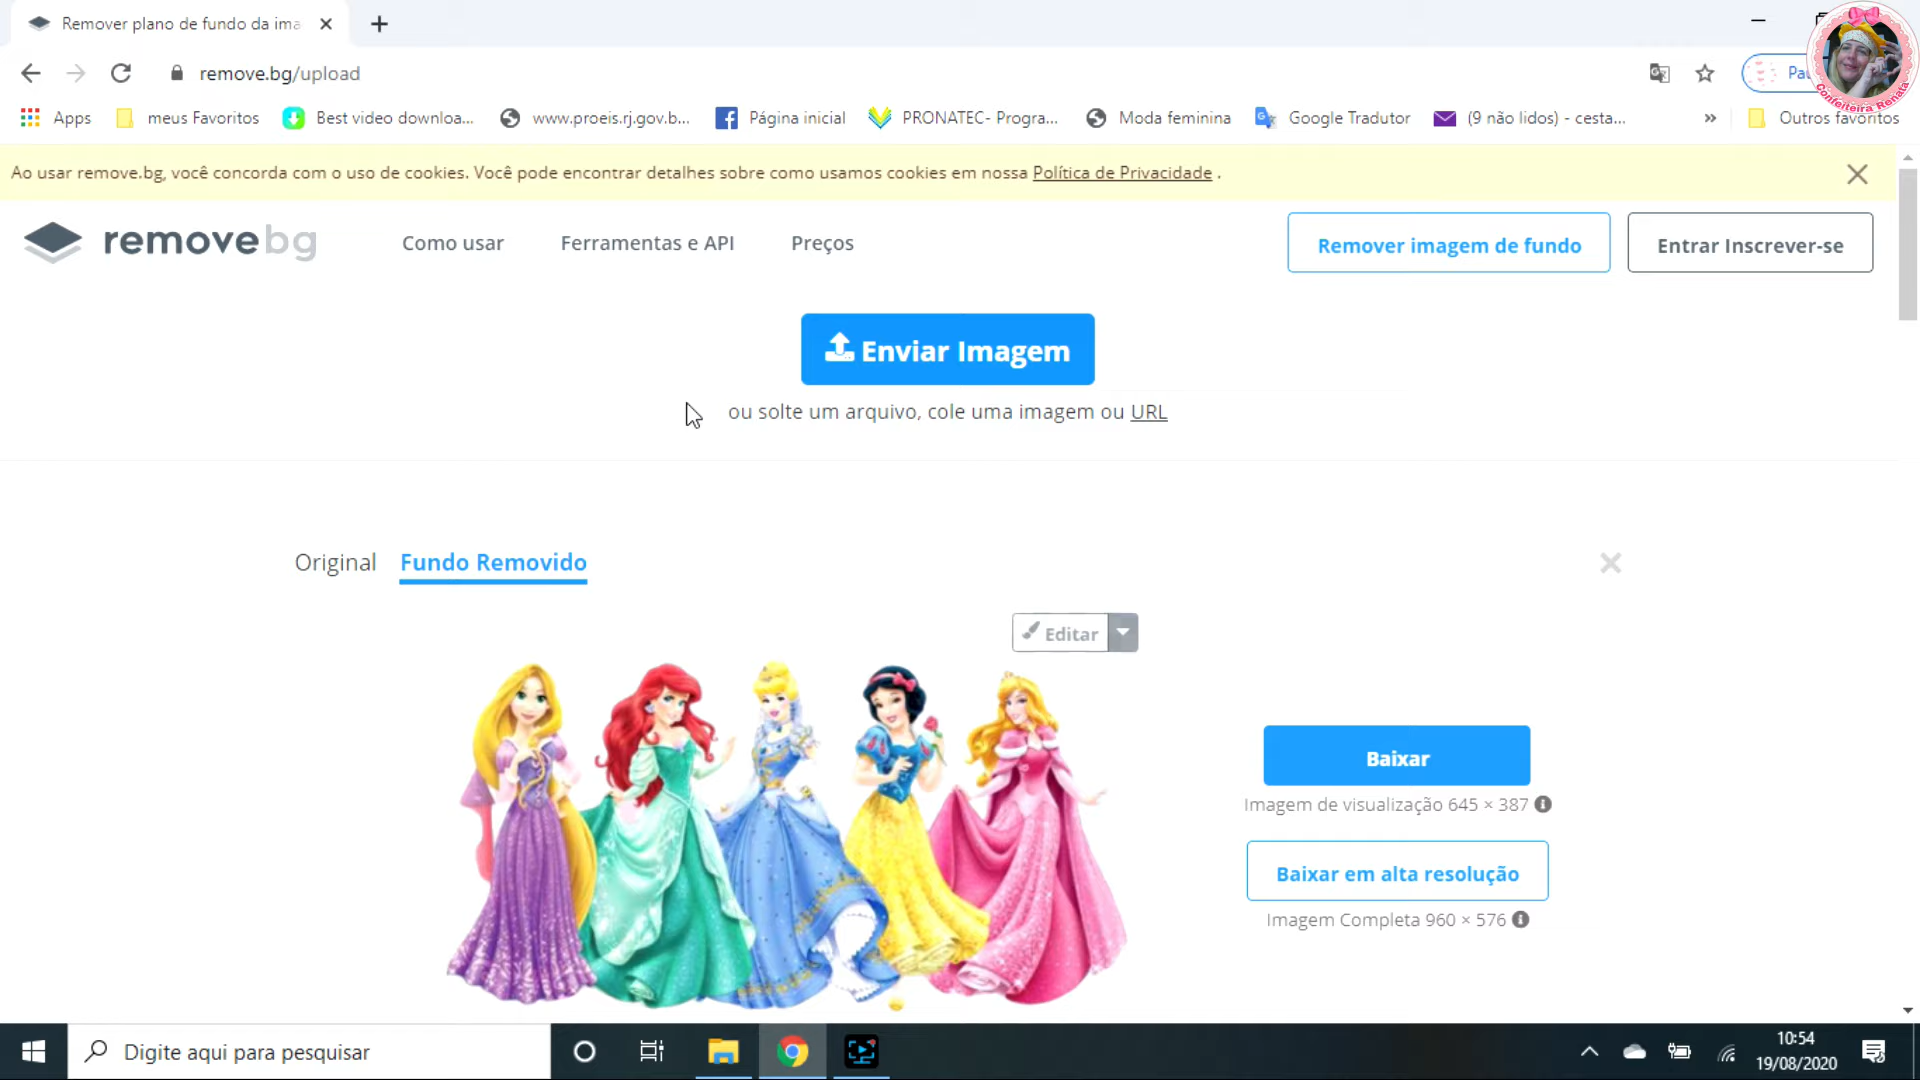 Remover plano de fundo da ima
remove.bg/upload
Apps
meus Favoritos
Best video downloa...
www.proeis.rj.gov.b...
Página inicial
PRONATEC- Progra...
Moda feminina
Google Tradutor
(9 não lidos) - cesta...
Outros favoritos
Confeiteira Renata
Ao usar remove.bg, você concorda com o uso de cookies. Você pode encontrar detalhes sobre como usamos cookies em nossa Política de Privacidade .
removebg
Como usar
Ferramentas e API
Preços
Remover imagem de fundo
Entrar Inscrever-se
Enviar Imagem
ou solte um arquivo, cole uma imagem ou URL
Original
Fundo Removido
Editar
Baixar
Imagem de visualização 645 × 387
Baixar em alta resolução
Imagem Completa 960 × 576
Digite aqui para pesquisar
10:54
19/08/2020